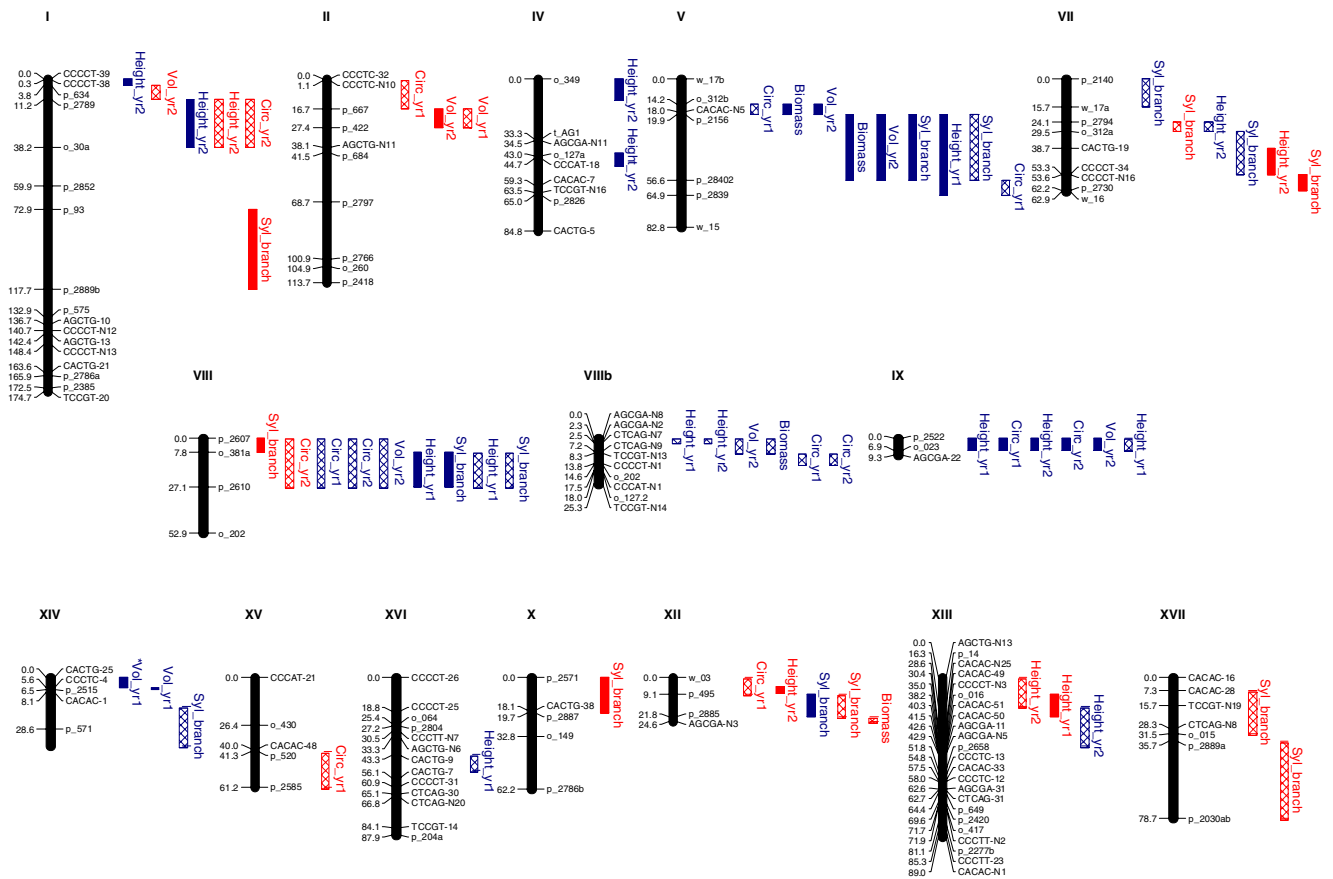 I
0.0 CCCCT-39
0.3 CCCCT-38
3.8 p_634
11.2 p_2789
38.2 o_30a
59.9 p_2852
72.9 p_93
117.7 p_2889b
132.9 p_575
136.7 AGCTG-10
140.7 CCCCT-N12
142.4 AGCTG-13
148.4 CCCCT-N13
163.6 CACTG-21
165.9 p_2786a
172.5 p_2385
174.7 TCCGT-20
Height_yr2
Vol_yr2
Height_yr2
Height_yr2
Circ_yr2
Syl_branch
II
0.0 CCCTC-32
1.1 CCCTC-N10
16.7 p_667
27.4 p_422
38.1 AGCTG-N11
41.5 p_684
68.7 p_2797
100.9 p_2766
104.9 o_260
113.7 p_2418
Circ_yr1
Vol_yr2
Vol_yr1
IV
0.0 o_349
33.3 t_AG1
34.5 AGCGA-N11
43.0 o_127a
44.7 CCCAT-18
59.3 CACAC-7
63.5 TCCGT-N16
65.0 p_2826
84.8 CACTG-5
Height_yr2
Height_yr2
V
0.0 w_17b
14.2 o_312b
18.0 CACAC-N5
19.9 p_2156
56.6 p_28402
64.9 p_2839
82.8 w_15
Circ_yr1
Biomass
Vol_yr2
Biomass
Vol_yr2
Syl_branch
Height_yr1
Syl_branch
Circ_yr1
VII
0.0 p_2140
15.7 w_17a
24.1 p_2794
29.5 o_312a
38.7 CACTG-19
53.3 CCCCT-34
53.6 CCCCT-N16
62.2 p_2730
62.9 w_16
Syl_branch
Syl_branch
Height_yr2
Syl_branch
Height_yr2
Syl_branch
VIII
0.0 p_2607
7.8 o_381a
27.1 p_2610
52.9 o_202
Syl_branch
Circ_yr2
Circ_yr1
Circ_yr2
Vol_yr2
Height_yr1
Syl_branch
Height_yr1
Syl_branch
VIIIb
0.0 AGCGA-N8
2.3 AGCGA-N2
2.5 CTCAG-N7
7.2 CTCAG-N9
8.3 TCCGT-N13
13.8 CCCCT-N1
14.6 o_202
17.5 CCCAT-N1
18.0 o_127.2
25.3 TCCGT-N14
Height_yr1
Height_yr2
Vol_yr2
Biomass
Circ_yr1
Circ_yr2
IX
0.0 p_2522
6.9 o_023
9.3 AGCGA-22
Height_yr1
Circ_yr1
Height_yr2
Circ_yr2
Vol_yr2
Height_yr1
XIV
0.0 CACTG-25
5.6 CCCTC-4
6.5 p_2515
8.1 CACAC-1
28.6 p_571
*Vol_yr1
Vol_yr1
Syl_branch
XV
0.0 CCCAT-21
26.4 o_430
40.0 CACAC-48
41.3 p_520
61.2 p_2585
Circ_yr1
XVI
0.0 CCCCT-26
18.8 CCCCT-25
25.4 o_064
27.2 p_2804
30.5 CCCTT-N7
33.3 AGCTG-N6
43.3 CACTG-9
56.1 CACTG-7
60.9 CCCCT-31
65.1 CTCAG-30
66.8 CTCAG-N20
84.1 TCCGT-14
87.9 p_204a
Height_yr1
X
0.0 p_2571
18.1 CACTG-38
19.7 p_2887
32.8 o_149
62.2 p_2786b
Syl_branch
XII
0.0 w_03
9.1 p_495
21.8 p_2885
24.6 AGCGA-N3
Circ_yr1
Height_yr2
Syl_branch
Syl_branch
Biomass
XIII
0.0 AGCTG-N13
16.3 p_14
28.6 CACAC-N25
30.4 CACAC-49
35.0 CCCCT-N3
38.2 o_016
40.3 CACAC-51
41.5 CACAC-50
42.6 AGCGA-11
42.9 AGCGA-N5
51.8 p_2658
54.8 CCCTC-13
57.5 CACAC-33
58.0 CCCTC-12
62.6 AGCGA-31
62.7 CTCAG-31
64.4 p_649
69.6 p_2420
71.7 o_417
71.9 CCCTT-N2
81.1 p_2277b
85.3 CCCTT-23
89.0 CACAC-N1
Height_yr2
Height_yr1
Height_yr2
XVII
0.0 CACAC-16
7.3 CACAC-28
15.7 TCCGT-N19
28.3 CTCAG-N8
31.5 o_015
35.7 p_2889a
78.7 p_2030ab
Syl_branch
Syl_branch